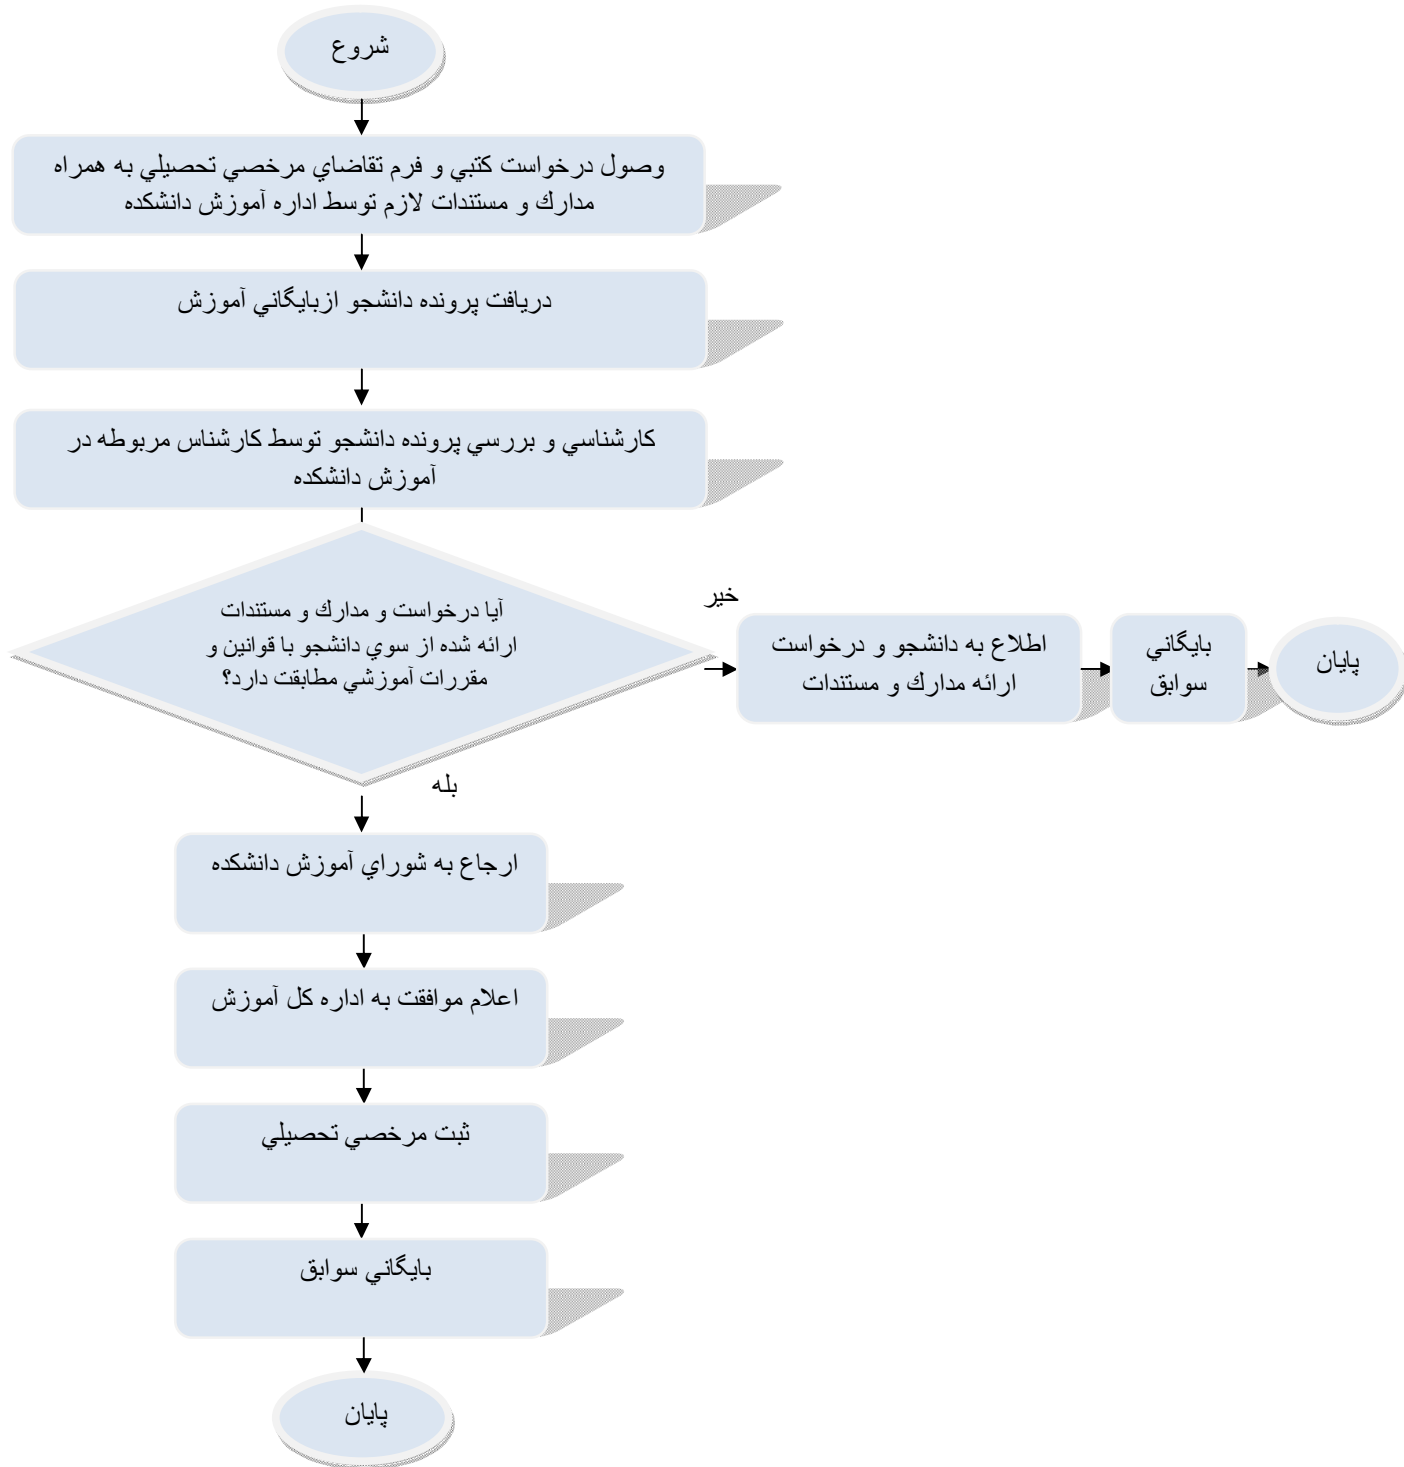 شروع
وصول درخواست كتبي و فرم تقاضاي مرخصي تحصيلي به همراه
مدارك و مستندات لازم توسط اداره آموزش دانشكده
دريافت پرونده دانشجو ازبايگاني آموزش
كارشناسي و بررسي پرونده دانشجو توسط كارشناس مربوطه در
آموزش دانشكده
آيا درخواست و مدارك و مستندات
ارائه شده از سوي دانشجو با قوانين و
مقررات آموزشي مطابقت دارد؟
خير
اطلاع به دانشجو و درخواست
ارائه مدارك و مستندات
بايگاني
سوابق
پايان
بله
ارجاع به شوراي آموزش دانشكده
اعلام موافقت به اداره كل آموزش
ثبت مرخصي تحصيلي
بايگاني سوابق
پايان